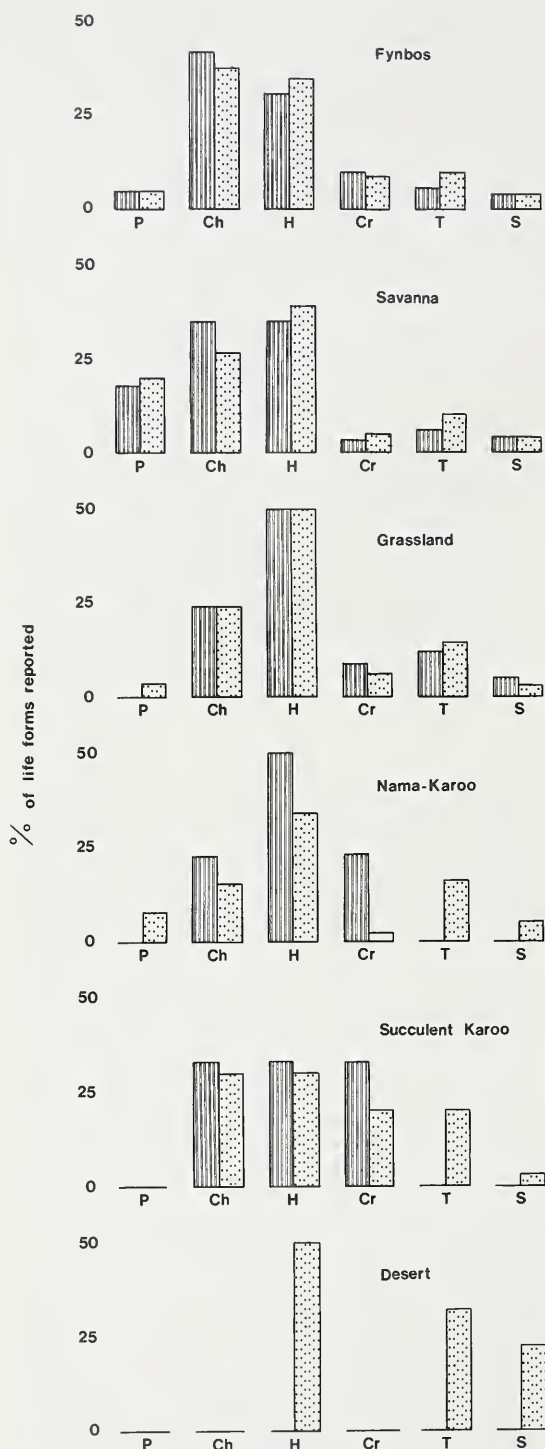 % of life forms reported
50
Fynbos
25
0
P Ch H Cr T S
50
Savanna
25
0
P Ch H Cr T S
50
Grassland
25
0
P Ch H Cr T S
50
Nama-Karoo
25
0
P Ch H Cr T S
50
Succulent Karoo
25
0
P Ch H Cr T S
50
Desert
25
0
P Ch H Cr T S